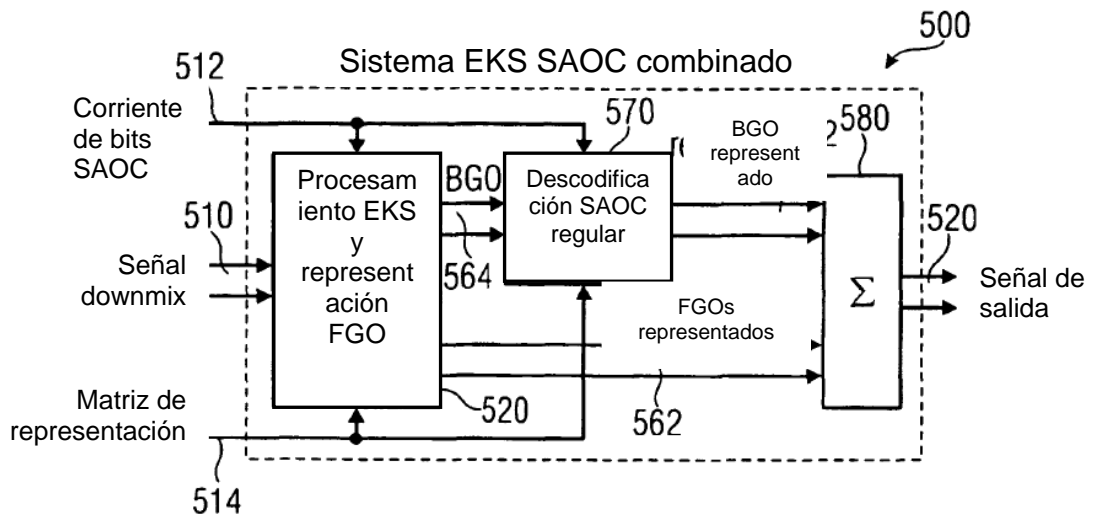 500
Sistema EKS SAOC combinado
512
Corriente
de bits
SAOC
570
BGO
represent
ado
580
Procesam
iento EKS
y
represent
ación
FGO
BGO
Descodifica
ción SAOC
regular
510
564
520
Señal
downmix
Σ
Señal de
salida
FGOs
representados
520
562
Matriz de
representación
514